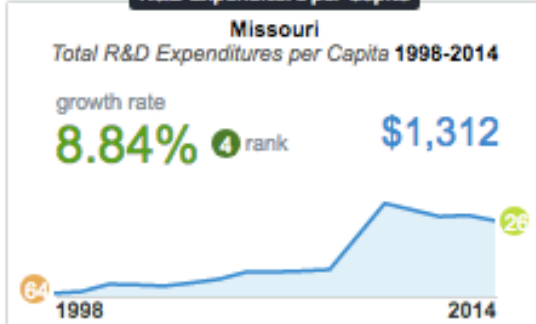 Missouri
Total R&D Expenditures per Capita 1998-2014
growth rate
8.84% 4 rank
$1,312
64
26
1998
2014